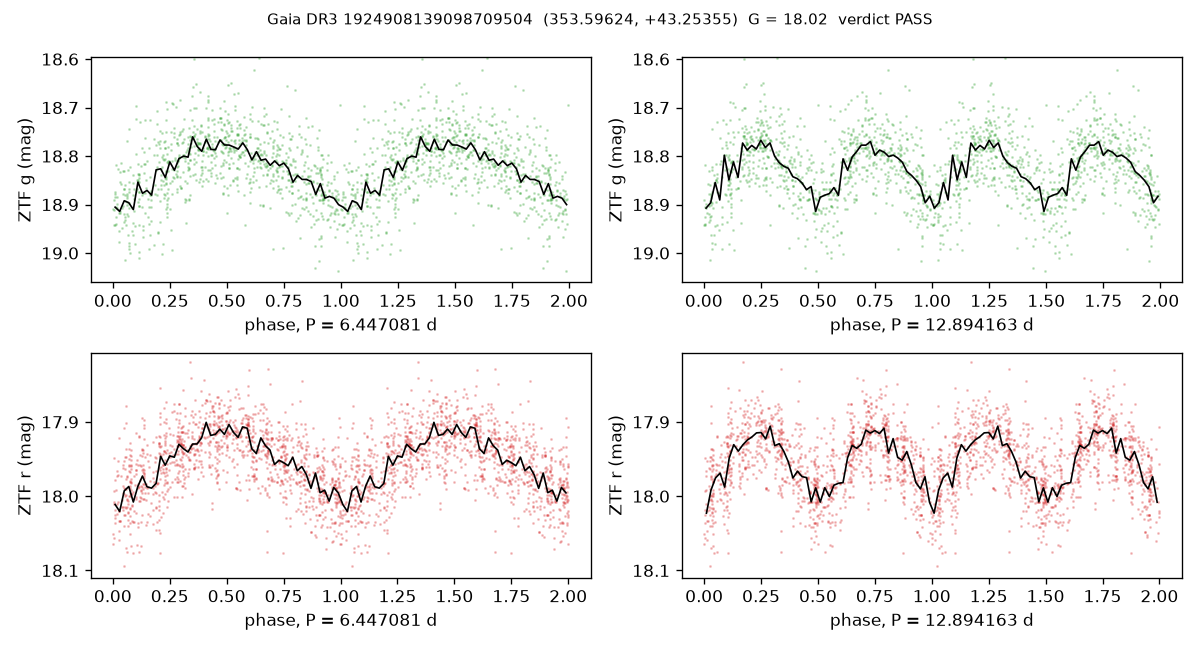 Gaia DR3 1924908139098709504 (353.59624, +43.25355) G = 18.02 verdict PASS
18.6
18.7
18.8
18.9
19.0
ZTF g (mag)
0.00 0.25 0.50 0.75 1.00 1.25 1.50 1.75 2.00
phase, P = 6.447081 d
18.6
18.7
18.8
18.9
19.0
ZTF g (mag)
0.00 0.25 0.50 0.75 1.00 1.25 1.50 1.75 2.00
phase, P = 12.894163 d
17.9
18.0
18.1
ZTF r (mag)
0.00 0.25 0.50 0.75 1.00 1.25 1.50 1.75 2.00
phase, P = 6.447081 d
17.9
18.0
18.1
ZTF r (mag)
0.00 0.25 0.50 0.75 1.00 1.25 1.50 1.75 2.00
phase, P = 12.894163 d